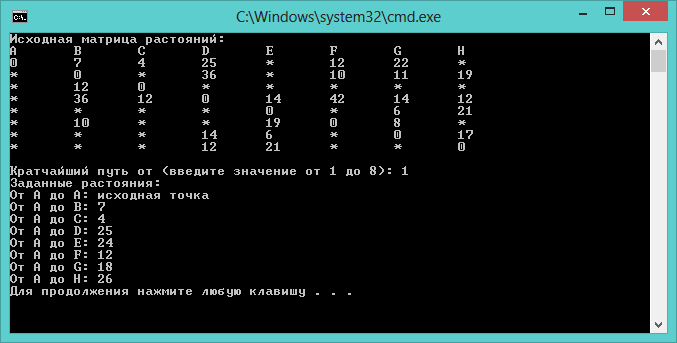 C:\Windows\system32\cmd.exe
Исходная матрица растояний:
A B C D E F G H
0 7 4 25 * 12 22 *
* 0 * 36 * 10 11 19
* 12 0 * * * * *
* 36 12 0 14 42 14 12
* * * * 0 * 6 21
* 10 * * 19 0 8 *
* * * 14 6 * 0 17
* * * 12 21 * * 0
Кратчайший путь от (введите значение от 1 до 8): 1
Заданные растояния:
От A до A: исходная точка
От A до B: 7
От A до C: 4
От A до D: 25
От A до E: 24
От A до F: 12
От A до G: 18
От A до H: 26
Для продолжения нажмите любую клавишу . . .